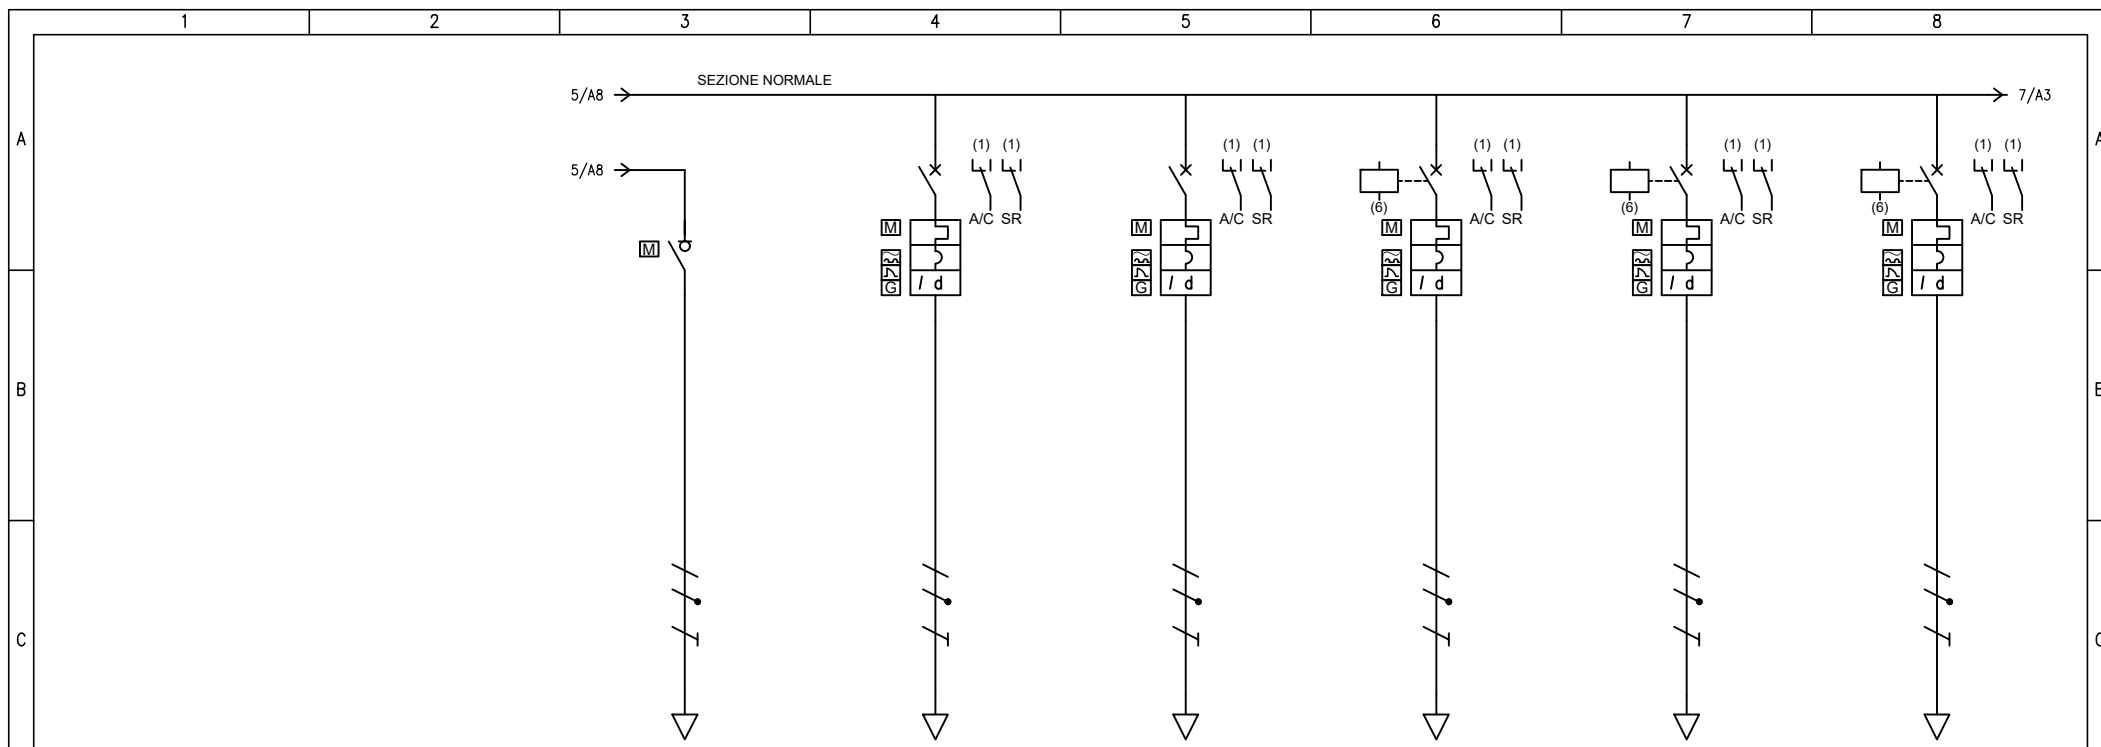 1 2 3 4 5 6 7 8
SEZIONE NORMALE
5/A8 7/A3
A (1) (1) (1) (1) (1) (1) (1) (1) (1) (1) A
5/A8
(6) (6) (6)
A/C SR A/C SR A/C SR A/C SR A/C SR
M M M M M
M
I d I d I d I d I d
G G G G G
B
C